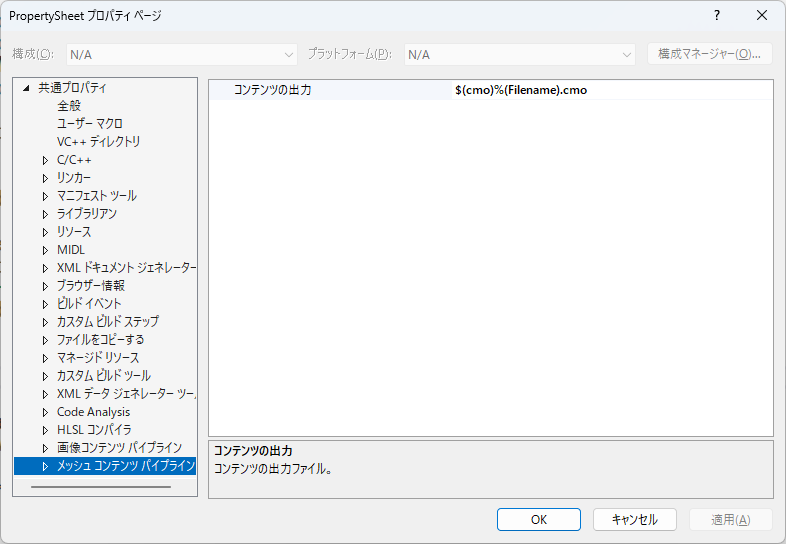 PropertySheet プロパティ ページ
?
構成(C):
N/A
プラットフォーム(P):
N/A
構成マネージャー(O)...
共通プロパティ
全般
ユーザー マクロ
VC++ ディレクトリ
C/C++
リンカー
マニフェスト ツール
ライブラリアン
リソース
MIDL
XML ドキュメント ジェネレーター
ブラウザー情報
ビルド イベント
カスタム ビルド ステップ
ファイルをコピーする
マネージド リソース
カスタム ビルド ツール
XML データ ジェネレーター ツー
Code Analysis
HLSL コンパイラ
画像コンテンツ パイプライン
メッシュ コンテンツ パイプライン
コンテンツの出力
$(cmo)%(Filename).cmo
コンテンツの出力
コンテンツの出力ファイル。
OK
キャンセル
適用(A)